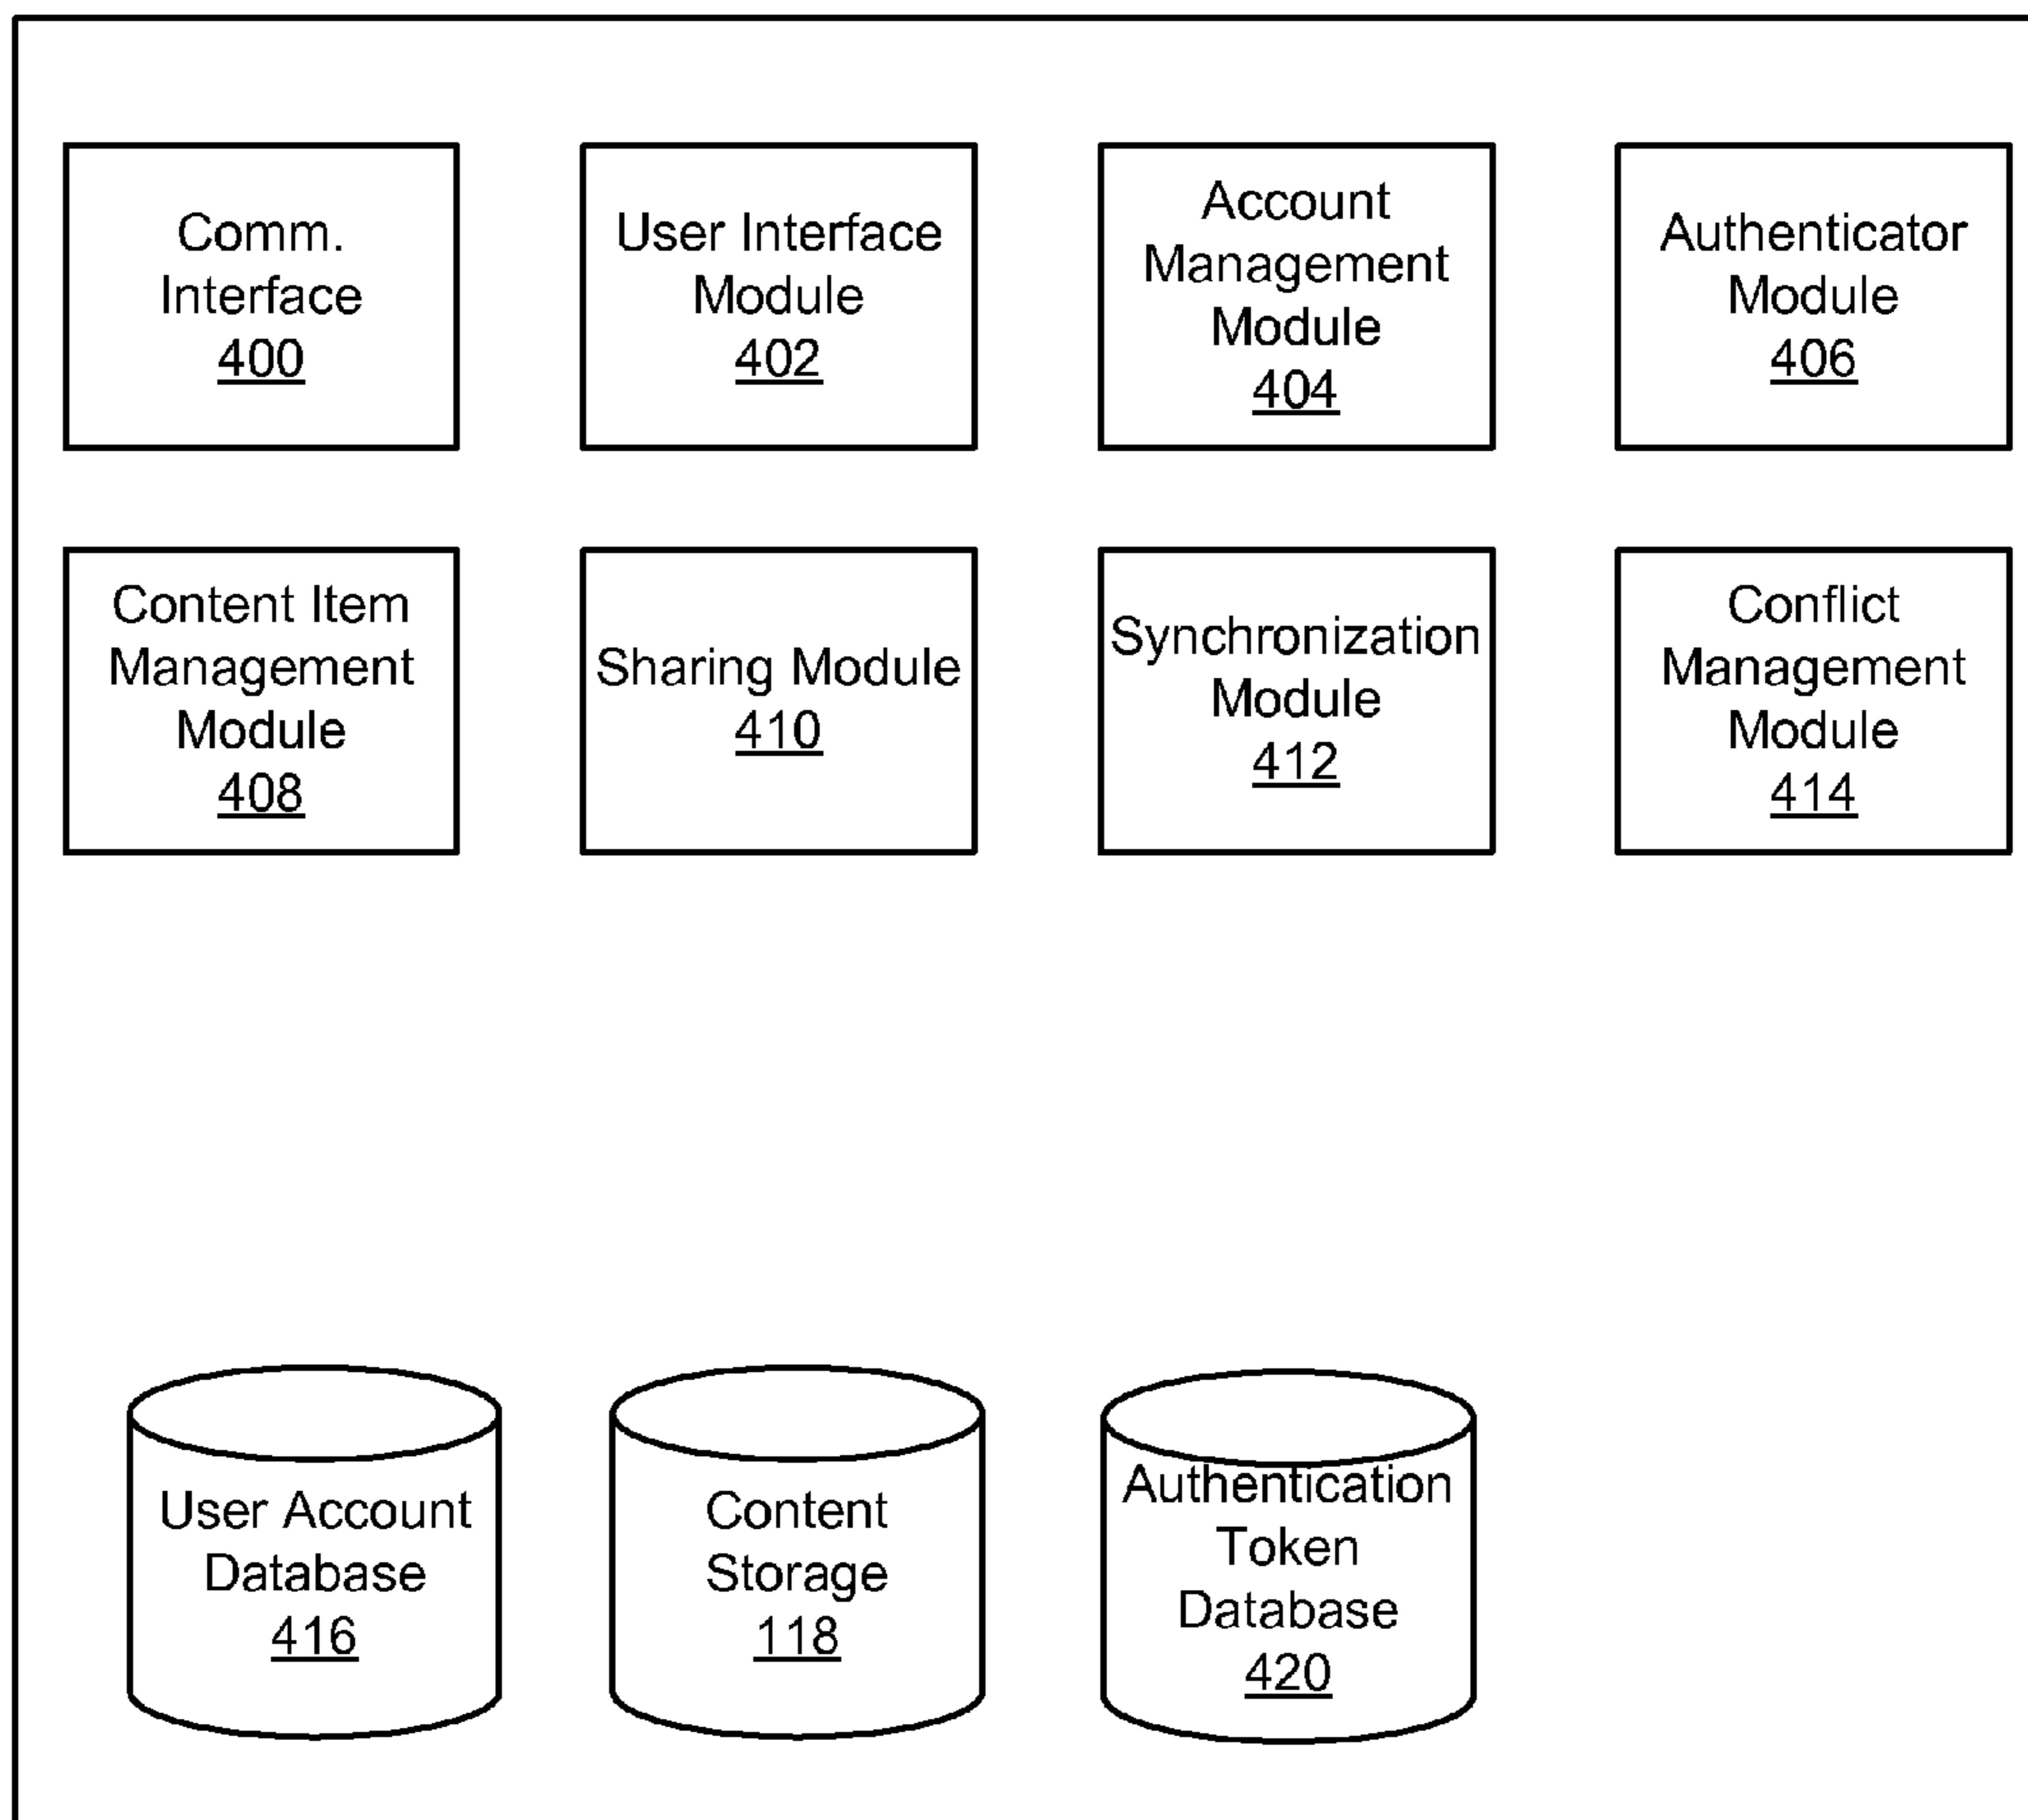 Comm.
Interface
400
User Interface
Module
402
Account
Management
Module
404
Authenticator
Module
406
Content Item
Management
Module
408
Sharing Module
410
Synchronization
Module
412
Conflict
Management
Module
414
User Account
Database
416
Content
Storage
118
Authentication
Token
Database
420